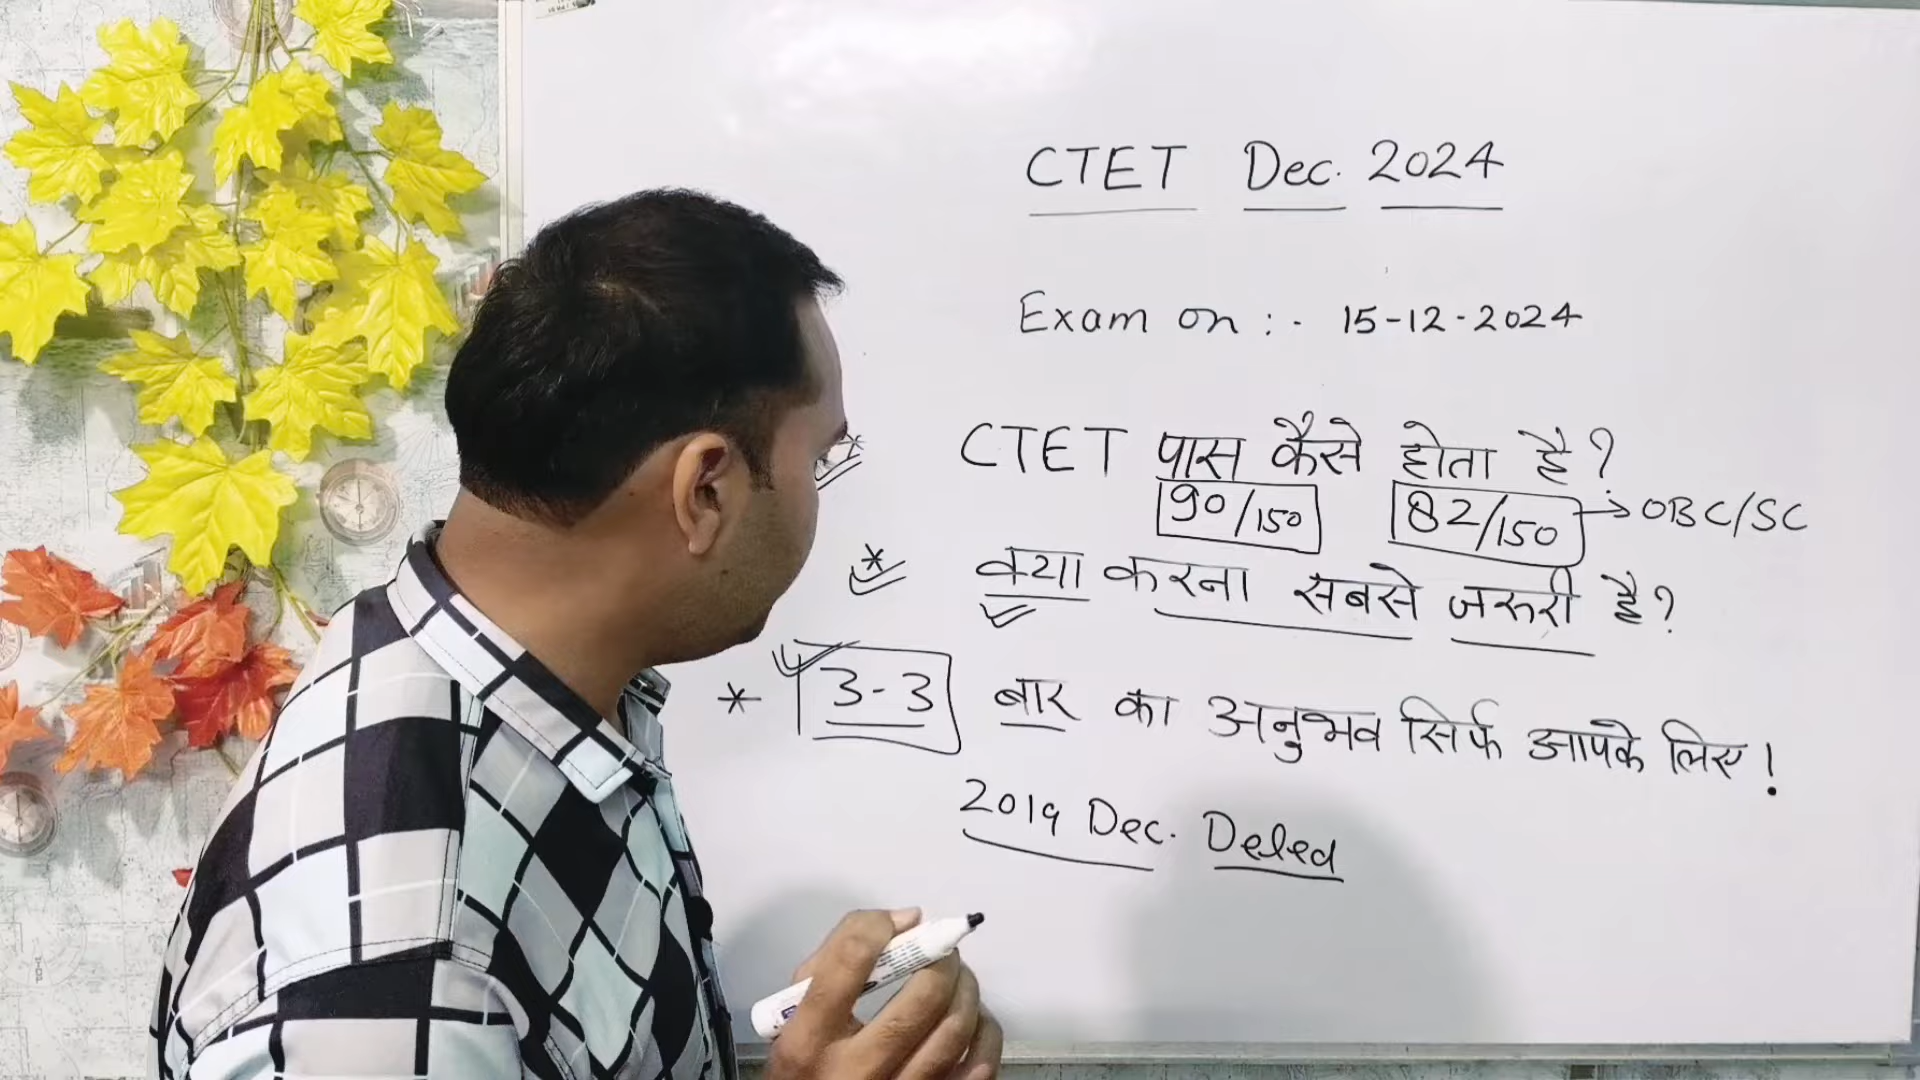 CTET Dec. 2024
Exam on :- 15-12-2024
* CTET पास कैसे होता है?
90/150 82/150 → OBC/SC
* क्या करना सबसे जरूरी है?
* 3-3 बार का अनुभव सिर्फ आपके लिए!
2019 Dec. Deled